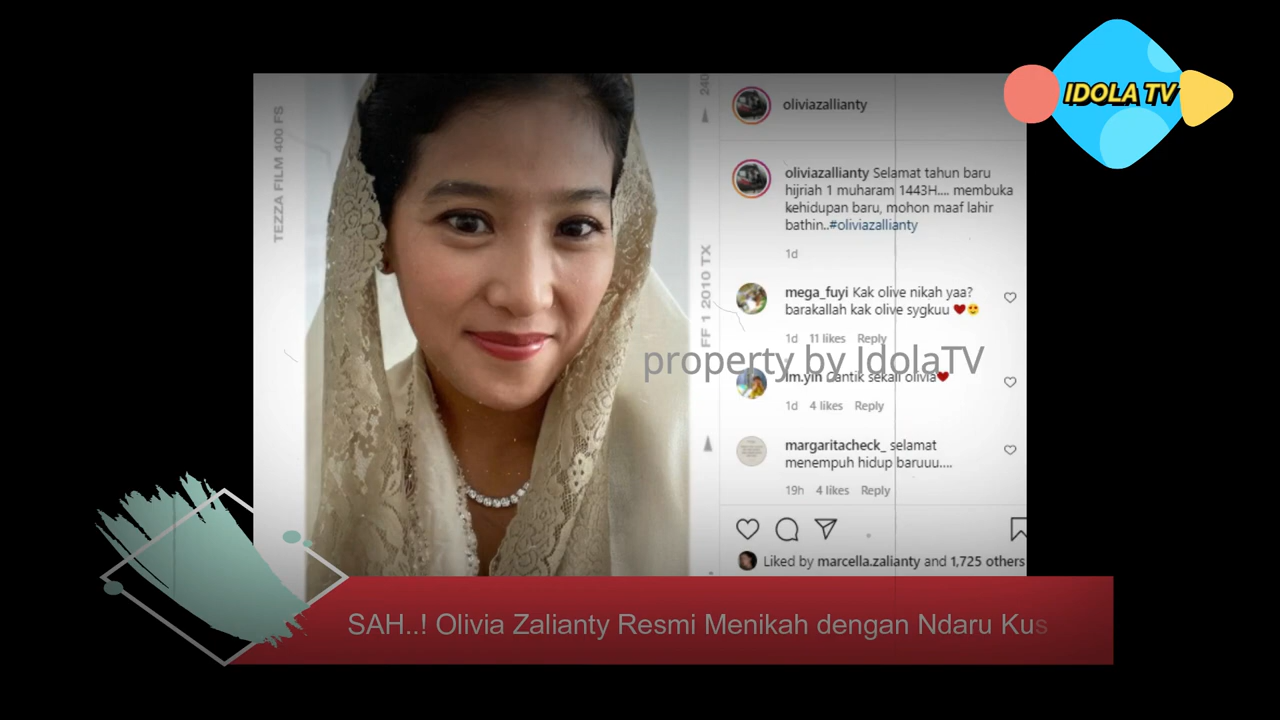 IDOLA TV
TEZZA FILM 400 FS
240
FF 1 2010 TX
oliviazallianty
oliviazallianty Selamat tahun baru
hijriah 1 muharam 1443H.... membuka
kehidupan baru, mohon maaf lahir
bathin..#oliviazallianty
1d
mega_fuyi Kak olive nikah yaa?
barakallah kak olive sygkuu ❤😍
1d 11 likes Reply
property by IdolaTV
im.yin Cantik sekali olivia❤
1d 4 likes Reply
margaritacheck_ selamat
menempuh hidup baruuu....
19h 4 likes Reply
Liked by marcella.zalianty and 1,725 others
SAH..! Olivia Zalianty Resmi Menikah dengan Ndaru Kus